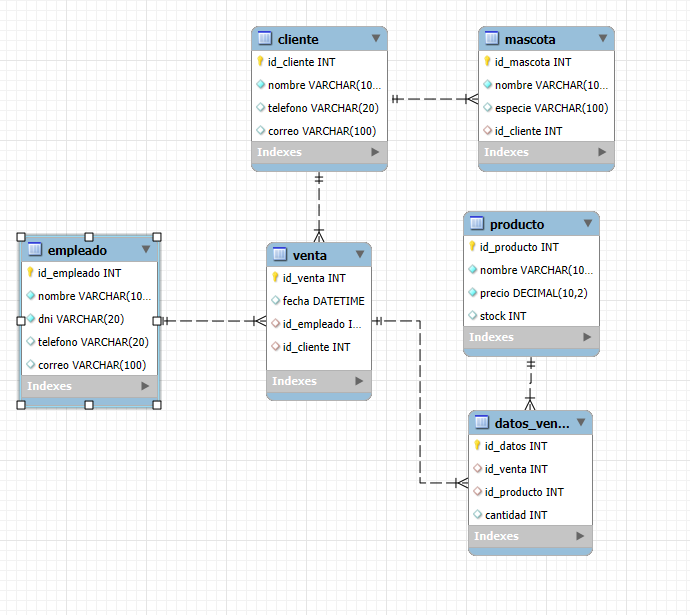 cliente
id_cliente INT
nombre VARCHAR(10...
telefono VARCHAR(20)
correo VARCHAR(100)
Indexes
mascota
id_mascota INT
nombre VARCHAR(10...
especie VARCHAR(100)
id_cliente INT
Indexes
empleado
id_empleado INT
nombre VARCHAR(10...
dni VARCHAR(20)
telefono VARCHAR(20)
correo VARCHAR(100)
Indexes
venta
id_venta INT
fecha DATETIME
id_empleado I...
id_cliente INT
Indexes
producto
id_producto INT
nombre VARCHAR(10...
precio DECIMAL(10,2)
stock INT
Indexes
datos_ven...
id_datos INT
id_venta INT
id_producto INT
cantidad INT
Indexes